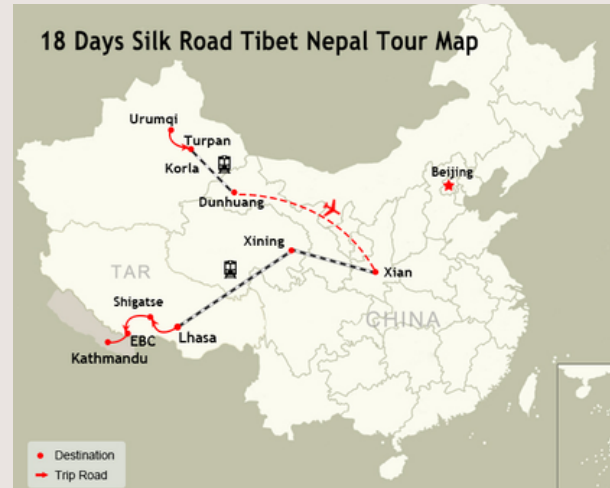 18 Days Silk Road Tibet Nepal Tour Map
Urumqi
Turpan
Korla
Dunhuang
Beijing
Xining
Xian
TAR
Shigatse
CHINA
Lhasa
EBC
Kathmandu
Destination
Trip Road